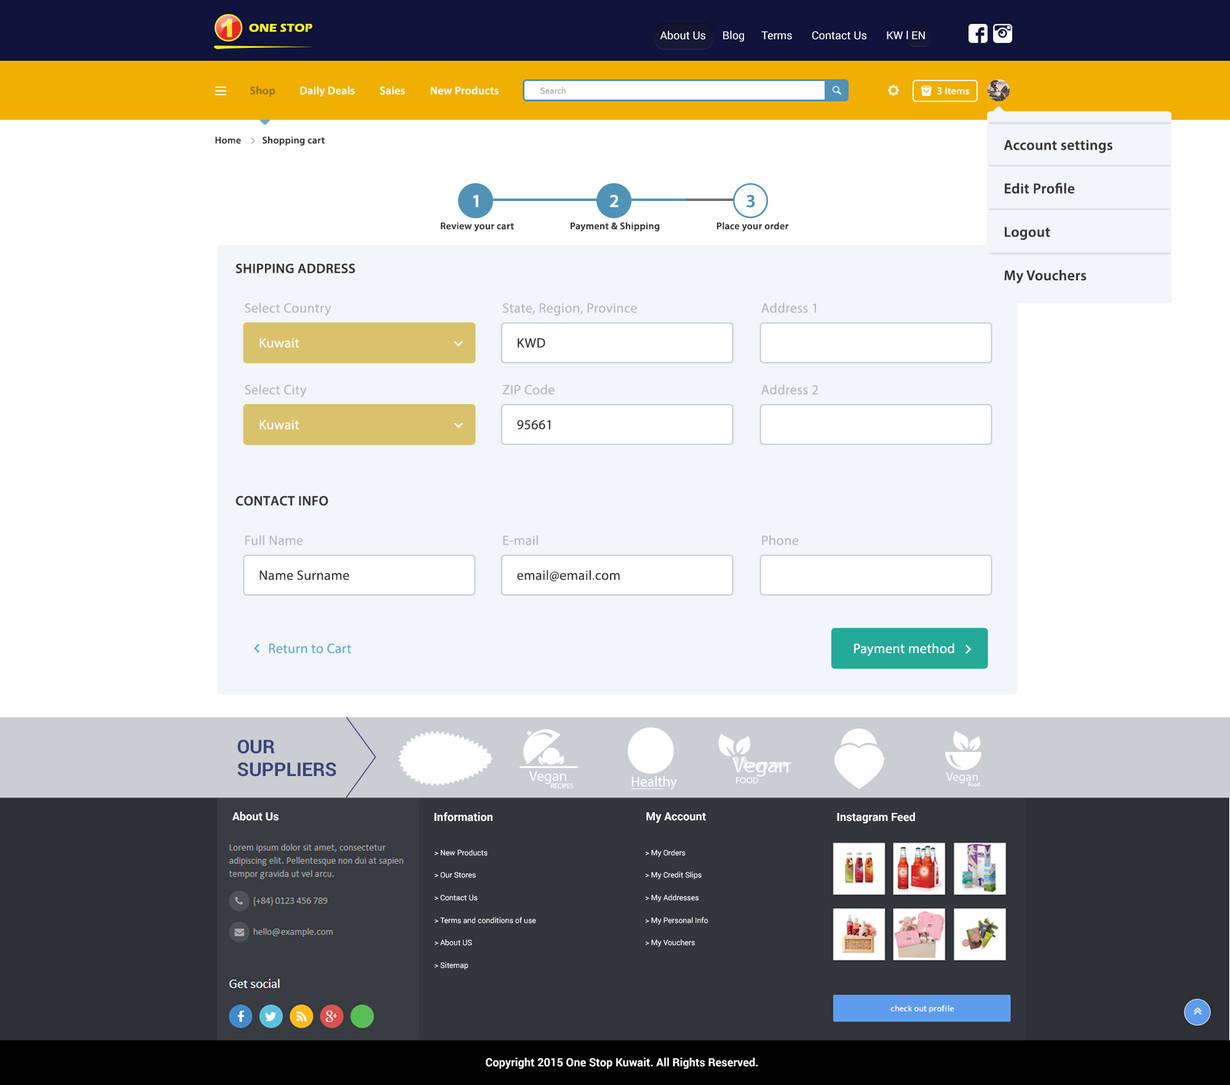 1 ONE STOP
About Us Blog Terms Contact Us KW | EN
Shop Daily Deals Sales New Products Search 3 Items
Home > Shopping cart
Account settings
Edit Profile
Logout
My Vouchers
1 2 3
Review your cart Payment & Shipping Place your order
SHIPPING ADDRESS
Select Country State, Region, Province Address 1
Kuwait KWD
Select City ZIP Code Address 2
Kuwait 95661
CONTACT INFO
Full Name E-mail Phone
Name Surname email@email.com
< Return to Cart Payment method >
OUR
SUPPLIERS
Vegan
RECIPES
Healthy
Vegan
FOOD
Vegan
Food
About Us
Lorem ipsum dolor sit amet, consectetur
adipiscing elit. Pellentesque non dui at sapien
tempor gravida ut vel arcu.
(+84) 0123 456 789
hello@example.com
Get social
Information
> New Products
> Our Stores
> Contact Us
> Terms and conditions of use
> About US
> Sitemap
My Account
> My Orders
> My Credit Slips
> My Addresses
> My Personal Info
> My Vouchers
Instagram Feed
check out profile
Copyright 2015 One Stop Kuwait. All Rights Reserved.